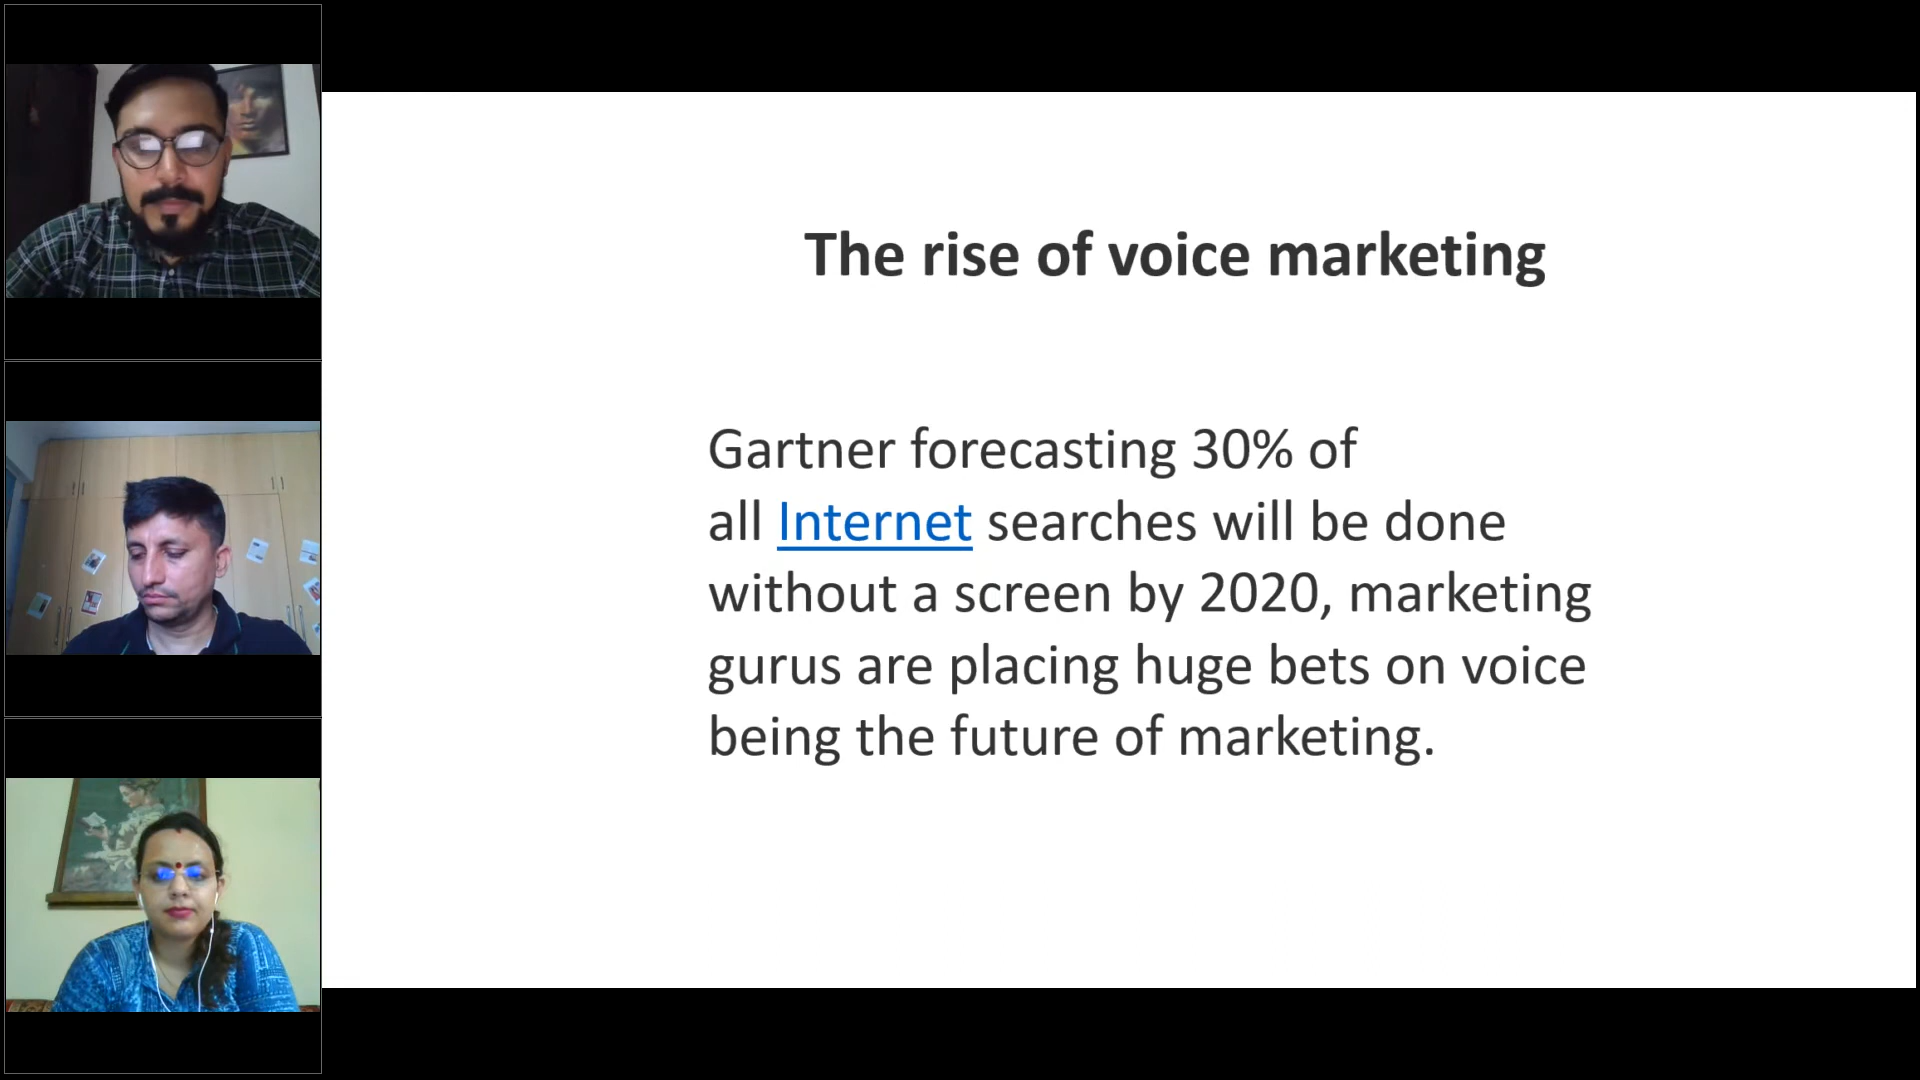 The rise of voice marketing
Gartner forecasting 30% of
all Internet searches will be done
without a screen by 2020, marketing
gurus are placing huge bets on voice
being the future of marketing.